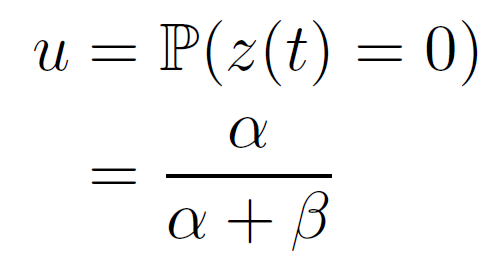 u = ℙ(z(t) = 0)
= α / (α + β)